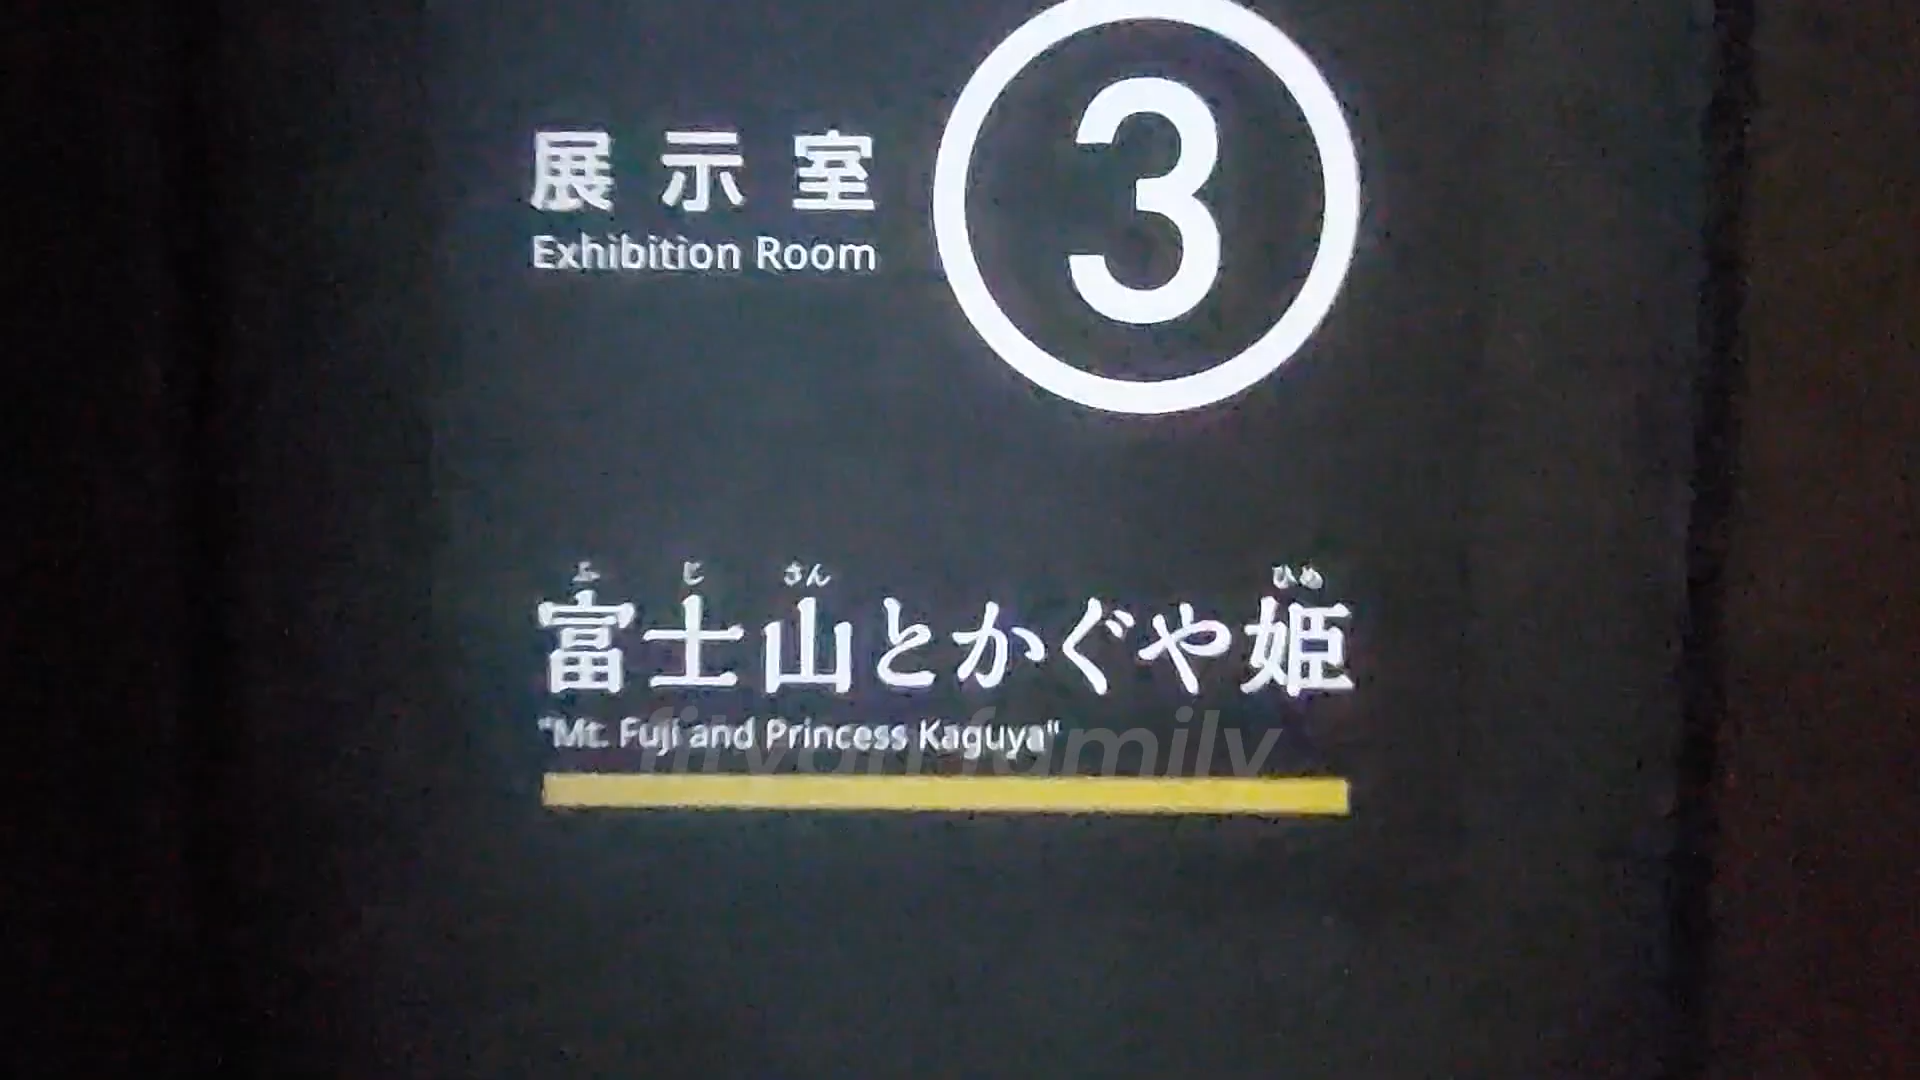 展示室
Exhibition Room
3
ふ じ さん ひめ
富士山とかぐや姫
"Mt. Fuji and Princess Kaguya"
family